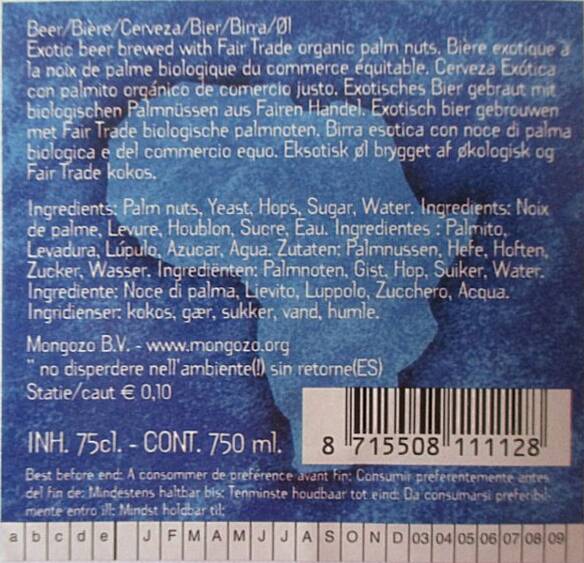 Beer/Bière/Cerveza/Bier/Birra/Øl
Exotic beer brewed with Fair Trade organic palm nuts. Bière exotique a
la noix de palme biologique du commerce équitable. Cerveza Exótica
con palmito orgánico de comercio justo. Exotisches Bier gebraut mit
biologischen Palmnüssen aus Fairen Handel. Exotisch bier gebrouwen
met Fair Trade biologische palmnoten. Birra esotica con noce di palma
biologica e del commercio equo. Eksotisk øl brygget af økologisk og
Fair Trade kokos.
Ingredients: Palm nuts, Yeast, Hops, Sugar, Water. Ingredients: Noix
de palme, Levure, Houblon, Sucre, Eau. Ingredientes : Palmito,
Levadura, Lúpulo, Azucar, Agua. Zutaten: Palmnussen, Hefe, Hoften,
Zucker, Wasser. Ingredienten: Palmnoten, Gist, Hop, Suiker, Water.
Ingrediente: Noce di palma, Lievito, Luppolo, Zucchero, Acqua.
Ingridienser: kokos, gær, sukker, vand, humle.
Mongozo B.V. - www.mongozo.org
" no disperdere nell'ambiente(I) sin retorne(ES)
Statie/caut € 0,10
INH. 75cl. - CONT. 750 ml.
8 715508 111128
Best before end: A consommer de preférence avant fin: Consumir preferentemente antes
del fin de: Mindestens haltbar bis: Tenminste houdbaar tot eind: Da consumarsi preferibil-
mente entro ill: Mindst holdbar til:
a b c d e J F M A M J J A S O N D 03 04 05 06 07 08 09